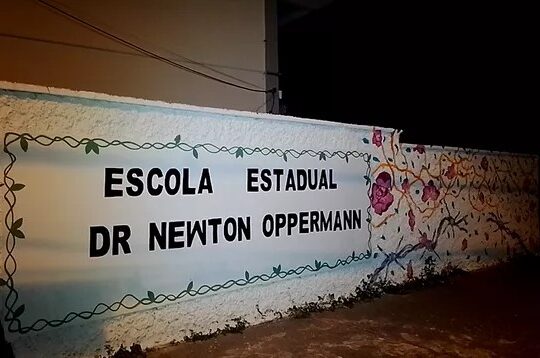 ESCOLA ESTADUAL
DR NEWTON OPPERMANN